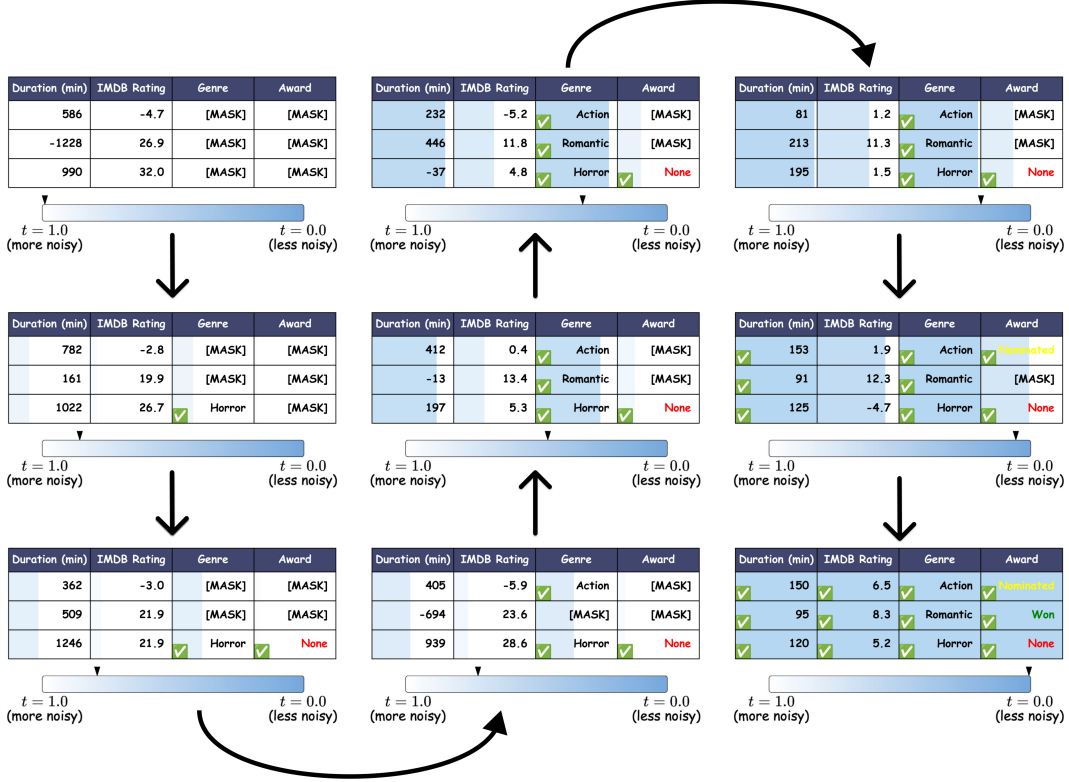 Duration (min) IMDB Rating Genre Award
586 -4.7 [MASK] [MASK]
-1228 26.9 [MASK] [MASK]
990 32.0 [MASK] [MASK]
t = 1.0 t = 0.0
(more noisy) (less noisy)
Duration (min) IMDB Rating Genre Award
782 -2.8 [MASK] [MASK]
161 19.9 [MASK] [MASK]
1022 26.7 Horror [MASK]
t = 1.0 t = 0.0
(more noisy) (less noisy)
Duration (min) IMDB Rating Genre Award
362 -3.0 [MASK] [MASK]
509 21.9 [MASK] [MASK]
1246 21.9 Horror None
t = 1.0 t = 0.0
(more noisy) (less noisy)
Duration (min) IMDB Rating Genre Award
405 -5.9 Action [MASK]
-694 23.6 [MASK] [MASK]
939 28.6 Horror None
t = 1.0 t = 0.0
(more noisy) (less noisy)
Duration (min) IMDB Rating Genre Award
412 0.4 Action [MASK]
-13 13.4 Romantic [MASK]
197 5.3 Horror None
t = 1.0 t = 0.0
(more noisy) (less noisy)
Duration (min) IMDB Rating Genre Award
232 -5.2 Action [MASK]
446 11.8 Romantic [MASK]
-37 4.8 Horror None
t = 1.0 t = 0.0
(more noisy) (less noisy)
Duration (min) IMDB Rating Genre Award
81 1.2 Action [MASK]
213 11.3 Romantic [MASK]
195 1.5 Horror None
t = 1.0 t = 0.0
(more noisy) (less noisy)
Duration (min) IMDB Rating Genre Award
153 1.9 Action Nominated
91 12.3 Romantic [MASK]
125 -4.7 Horror None
t = 1.0 t = 0.0
(more noisy) (less noisy)
Duration (min) IMDB Rating Genre Award
150 6.5 Action Nominated
95 8.3 Romantic Won
120 5.2 Horror None
t = 1.0 t = 0.0
(more noisy) (less noisy)